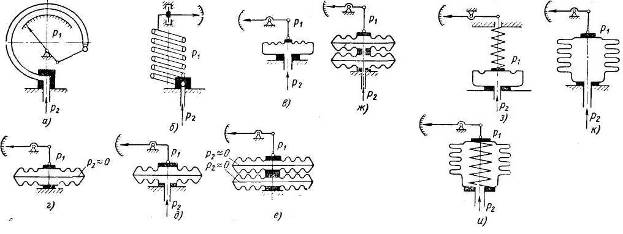 p₁
p₂
а)
p₁
p₂
б)
p₁
p₂
в)
p₁
p₂
ж)
p₁
p₂
з)
p₁
p₂
к)
p₁
p₂≈0
г)
p₁
p₂
д)
p₁
p₂≈0
p₂≈0
е)
p₁
p₂
и)